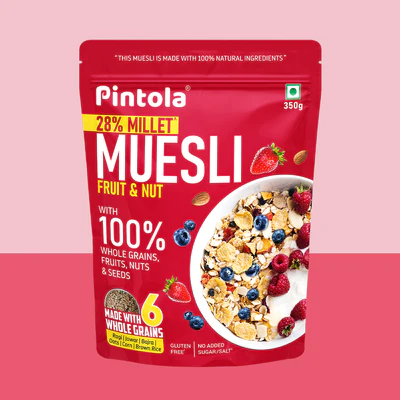 "THIS MUESLI IS MADE WITH 100% NATURAL INGREDIENTS"
Pintola®
350g
28% MILLET*
MUESLI
FRUIT & NUT
WITH
100%
WHOLE GRAINS,
FRUITS, NUTS
& SEEDS
MADE WITH 6
WHOLE GRAINS
Ragi | Jowar | Bajra |
Oats | Corn | Brown Rice
GLUTEN
FREE*
NO ADDED
SUGAR/SALT*